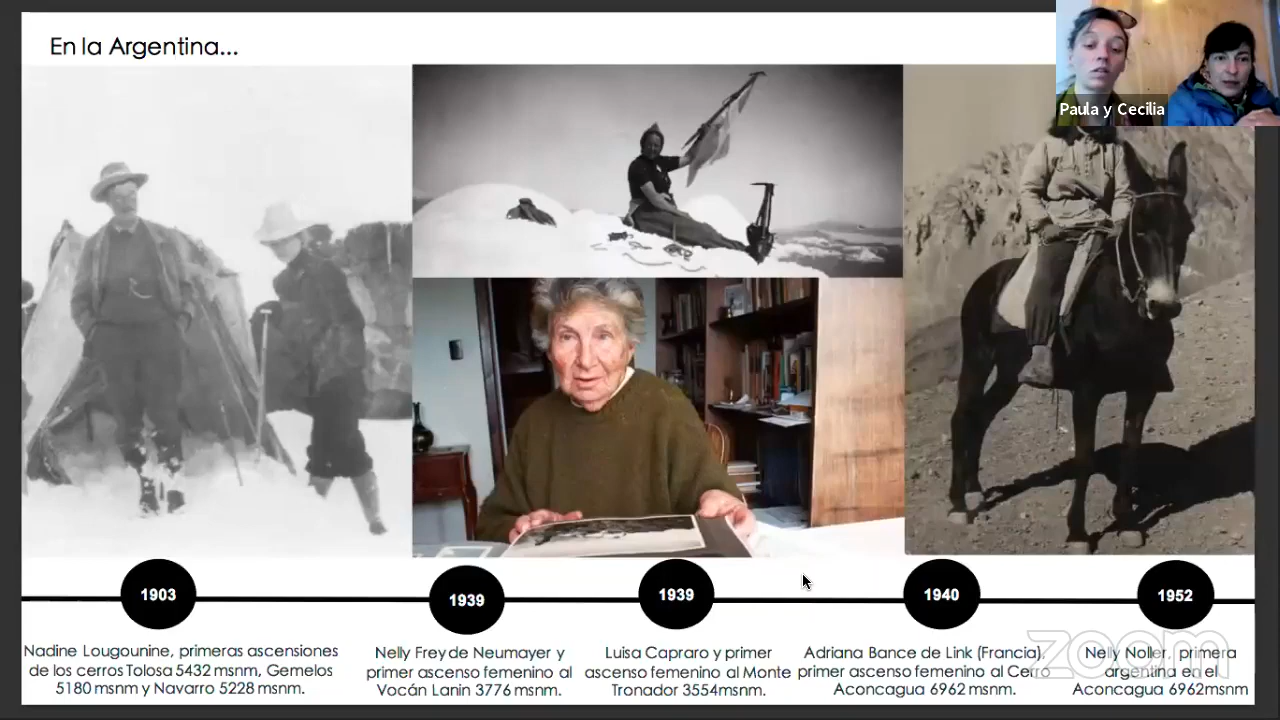 En la Argentina...
Paula y Cecilia
1903
Nadine Lougounine, primeras ascensiones
de los cerros Tolosa 5432 msnm, Gemelos
5180 msnm y Navarro 5228 msnm.
1939
Nelly Frey de Neumayer y
primer ascenso femenino al
Vocán Lanin 3776 msnm.
1939
Luisa Capraro y primer
ascenso femenino al Monte
Tronador 3554msnm.
1940
Adriana Bance de Link (Francia),
primer ascenso femenino al Cerro
Aconcagua 6962 msnm.
1952
Nelly Noller, primera
argentina en el
Aconcagua 6962msnm
zoom